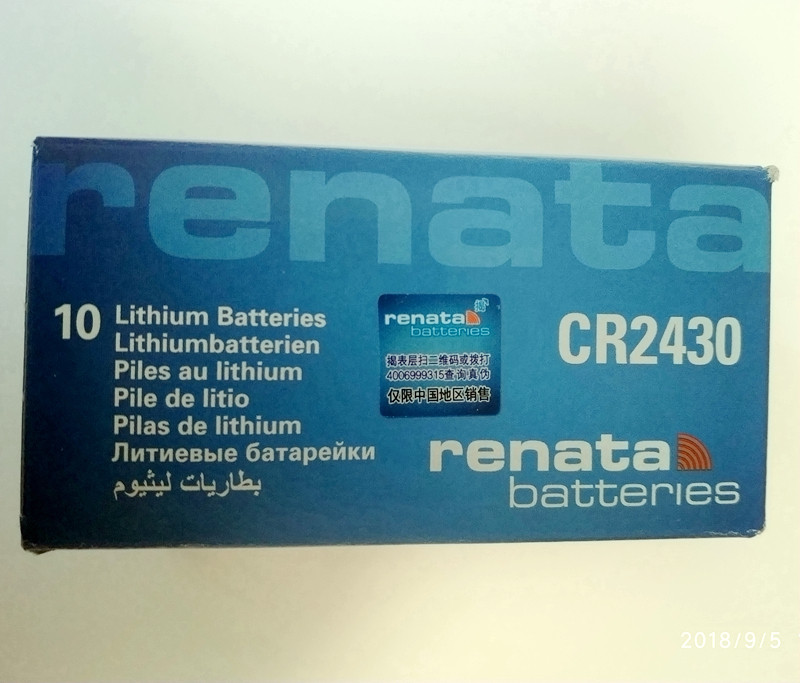 renata
10 Lithium Batteries
Lithiumbatterien
Piles au lithium
Pile de litio
Pilas de lithium
Литиевые батарейки
بطاريات ليثيوم
renata
batteries
揭表层扫二维码或拨打
4006999315查询真伪
仅限中国地区销售
CR2430
renata
batteries
2018/9/5